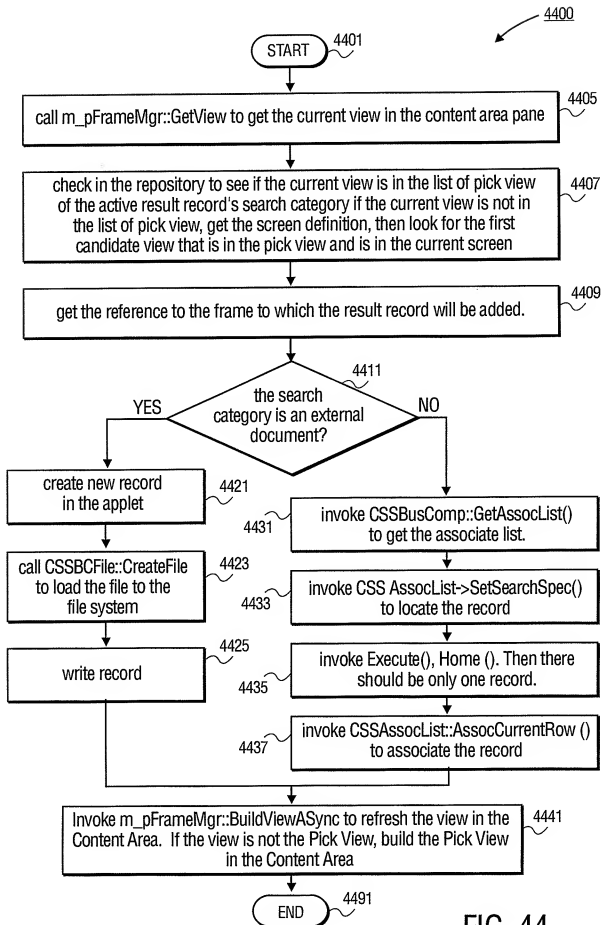 4400
START
4401
call m_pFrameMgr::GetView to get the current view in the content area pane
4405
check in the repository to see if the current view is in the list of pick view
of the active result record's search category if the current view is not in
the list of pick view, get the screen definition, then look for the first
candidate view that is in the pick view and is in the current screen
4407
get the reference to the frame to which the result record will be added.
4409
4411
the search
category is an external
document?
YES
NO
create new record
in the applet
4421
call CSSBCFile::CreateFile
to load the file to the
file system
4423
write record
4425
4431
invoke CSSBusComp::GetAssocList()
to get the associate list.
4433
invoke CSS AssocList->SetSearchSpec()
to locate the record
4435
invoke Execute(), Home (). Then there
should be only one record.
4437
invoke CSSAssocList::AssocCurrentRow ()
to associate the record
Invoke m_pFrameMgr::BuildViewASync to refresh the view in the
Content Area. If the view is not the Pick View, build the Pick View
in the Content Area
4441
END
4491
FIG. 44